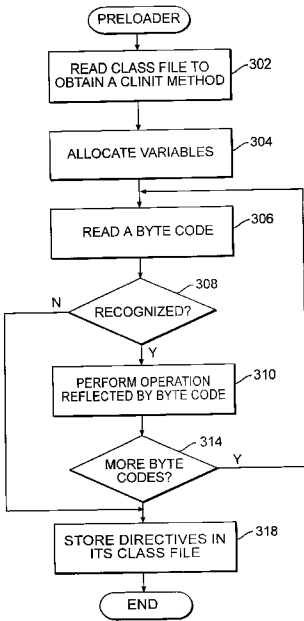 PRELOADER
READ CLASS FILE TO
OBTAIN A CLINIT METHOD
302
ALLOCATE VARIABLES
304
READ A BYTE CODE
306
308
N
RECOGNIZED?
Y
PERFORM OPERATION
REFLECTED BY BYTE CODE
310
314
MORE BYTE
CODES?
Y
STORE DIRECTIVES IN
ITS CLASS FILE
318
END